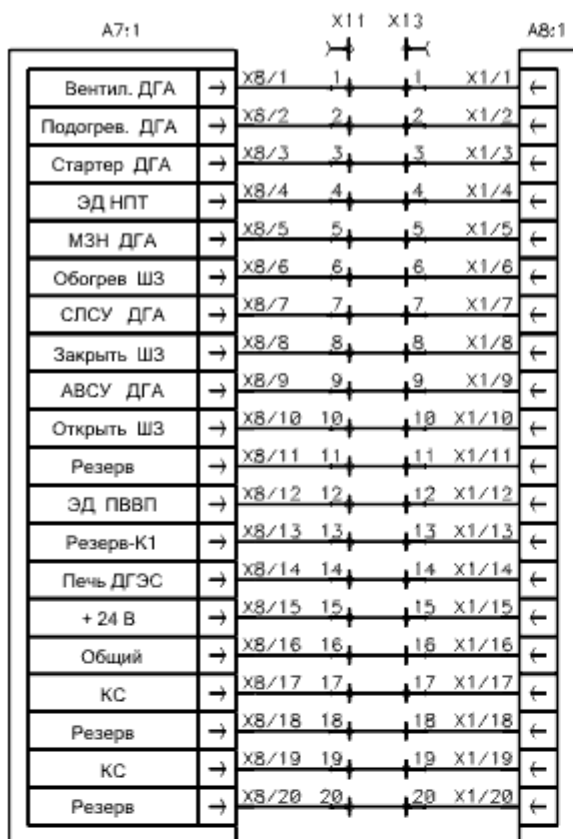 X11 X13
A7:1 A8:1
Вентил. ДГА X8/1 1 1 X1/1
Подогрев. ДГА X8/2 2 2 X1/2
Стартер ДГА X8/3 3 3 X1/3
ЭД НПТ X8/4 4 4 X1/4
МЗН ДГА X8/5 5 5 X1/5
Обогрев ШЗ X8/6 6 6 X1/6
СЛСУ ДГА X8/7 7 7 X1/7
Закрыть ШЗ X8/8 8 8 X1/8
АВСУ ДГА X8/9 9 9 X1/9
Открыть ШЗ X8/10 10 10 X1/10
Резерв X8/11 11 11 X1/11
ЭД ПВВП X8/12 12 12 X1/12
Резерв-К1 X8/13 13 13 X1/13
Печь ДГЭС X8/14 14 14 X1/14
+ 24 В X8/15 15 15 X1/15
Общий X8/16 16 16 X1/16
КС X8/17 17 17 X1/17
Резерв X8/18 18 18 X1/18
КС X8/19 19 19 X1/19
Резерв X8/20 20 20 X1/20